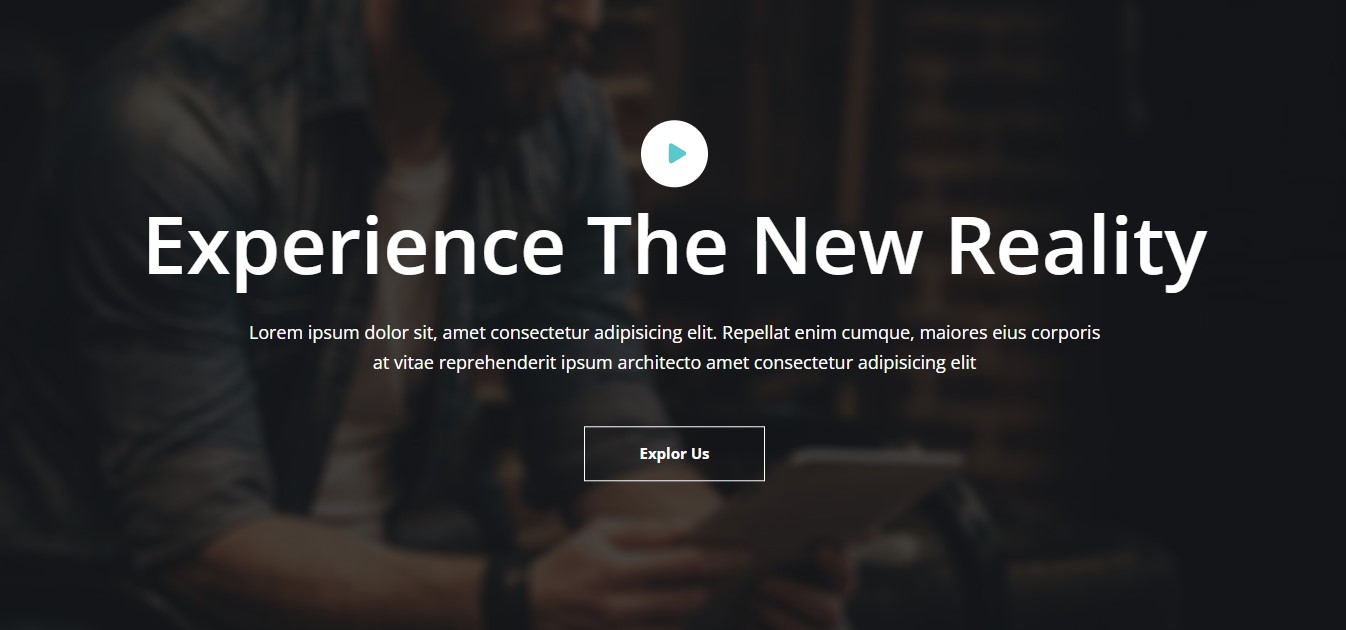 Experience The New Reality
Lorem ipsum dolor sit, amet consectetur adipisicing elit. Repellat enim cumque, maiores eius corporis
at vitae reprehenderit ipsum architecto amet consectetur adipisicing elit
Explor Us